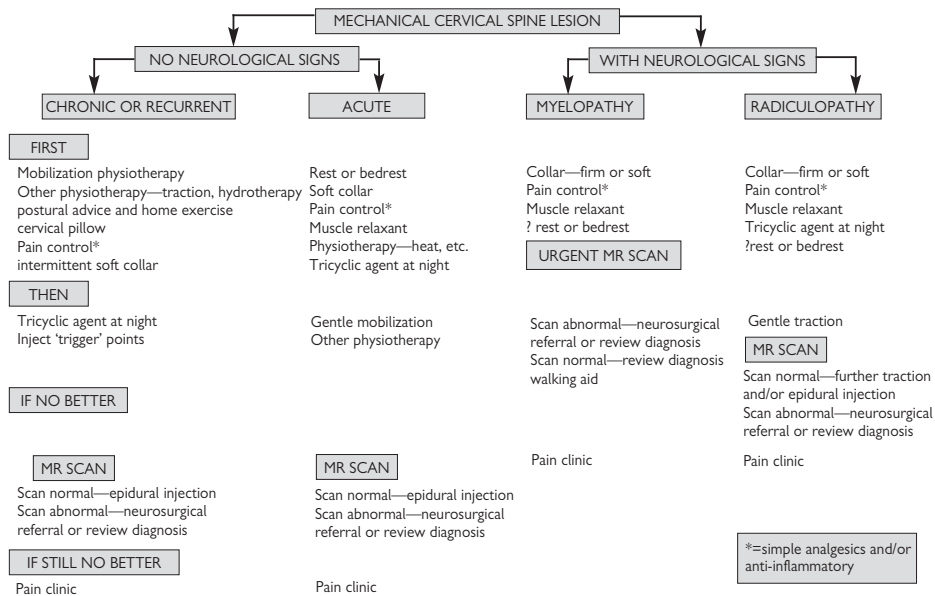 MECHANICAL CERVICAL SPINE LESION
NO NEUROLOGICAL SIGNS
WITH NEUROLOGICAL SIGNS
CHRONIC OR RECURRENT
ACUTE
MYELOPATHY
RADICULOPATHY
FIRST
Mobilization physiotherapy
Other physiotherapy—traction, hydrotherapy
postural advice and home exercise
cervical pillow
Pain control*
intermittent soft collar
Rest or bedrest
Soft collar
Pain control*
Muscle relaxant
Physiotherapy—heat, etc.
Tricyclic agent at night
Collar—firm or soft
Pain control*
Muscle relaxant
? rest or bedrest
URGENT MR SCAN
Collar—firm or soft
Pain control*
Muscle relaxant
Tricyclic agent at night
?rest or bedrest
THEN
Tricyclic agent at night
Inject ‘trigger’ points
Gentle mobilization
Other physiotherapy
Scan abnormal—neurosurgical
referral or review diagnosis
Scan normal—review diagnosis
walking aid
Gentle traction
MR SCAN
Scan normal—further traction
and/or epidural injection
Scan abnormal—neurosurgical
referral or review diagnosis
IF NO BETTER
Pain clinic
Pain clinic
MR SCAN
Scan normal—epidural injection
Scan abnormal—neurosurgical
referral or review diagnosis
MR SCAN
Scan normal—epidural injection
Scan abnormal—neurosurgical
referral or review diagnosis
IF STILL NO BETTER
Pain clinic
Pain clinic
*=simple analgesics and/or
anti-inflammatory